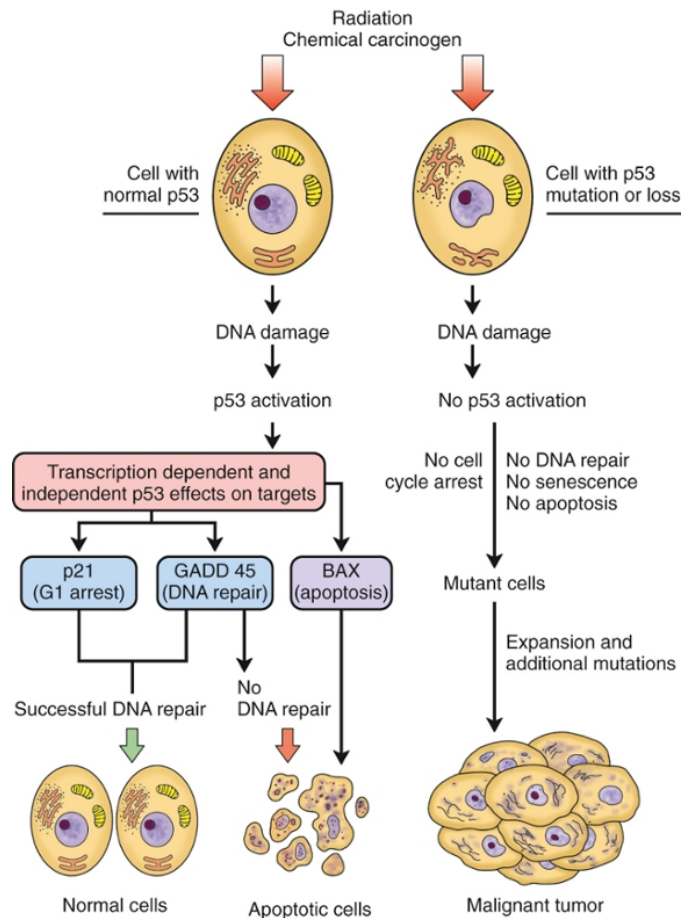 Radiation
Chemical carcinogen
Cell with
normal p53
Cell with p53
mutation or loss
DNA damage
DNA damage
p53 activation
No p53 activation
Transcription dependent and
independent p53 effects on targets
No cell
cycle arrest
No DNA repair
No senescence
No apoptosis
p21
(G1 arrest)
GADD 45
(DNA repair)
BAX
(apoptosis)
Mutant cells
Expansion and
additional mutations
Successful DNA repair
No
DNA repair
Normal cells
Apoptotic cells
Malignant tumor